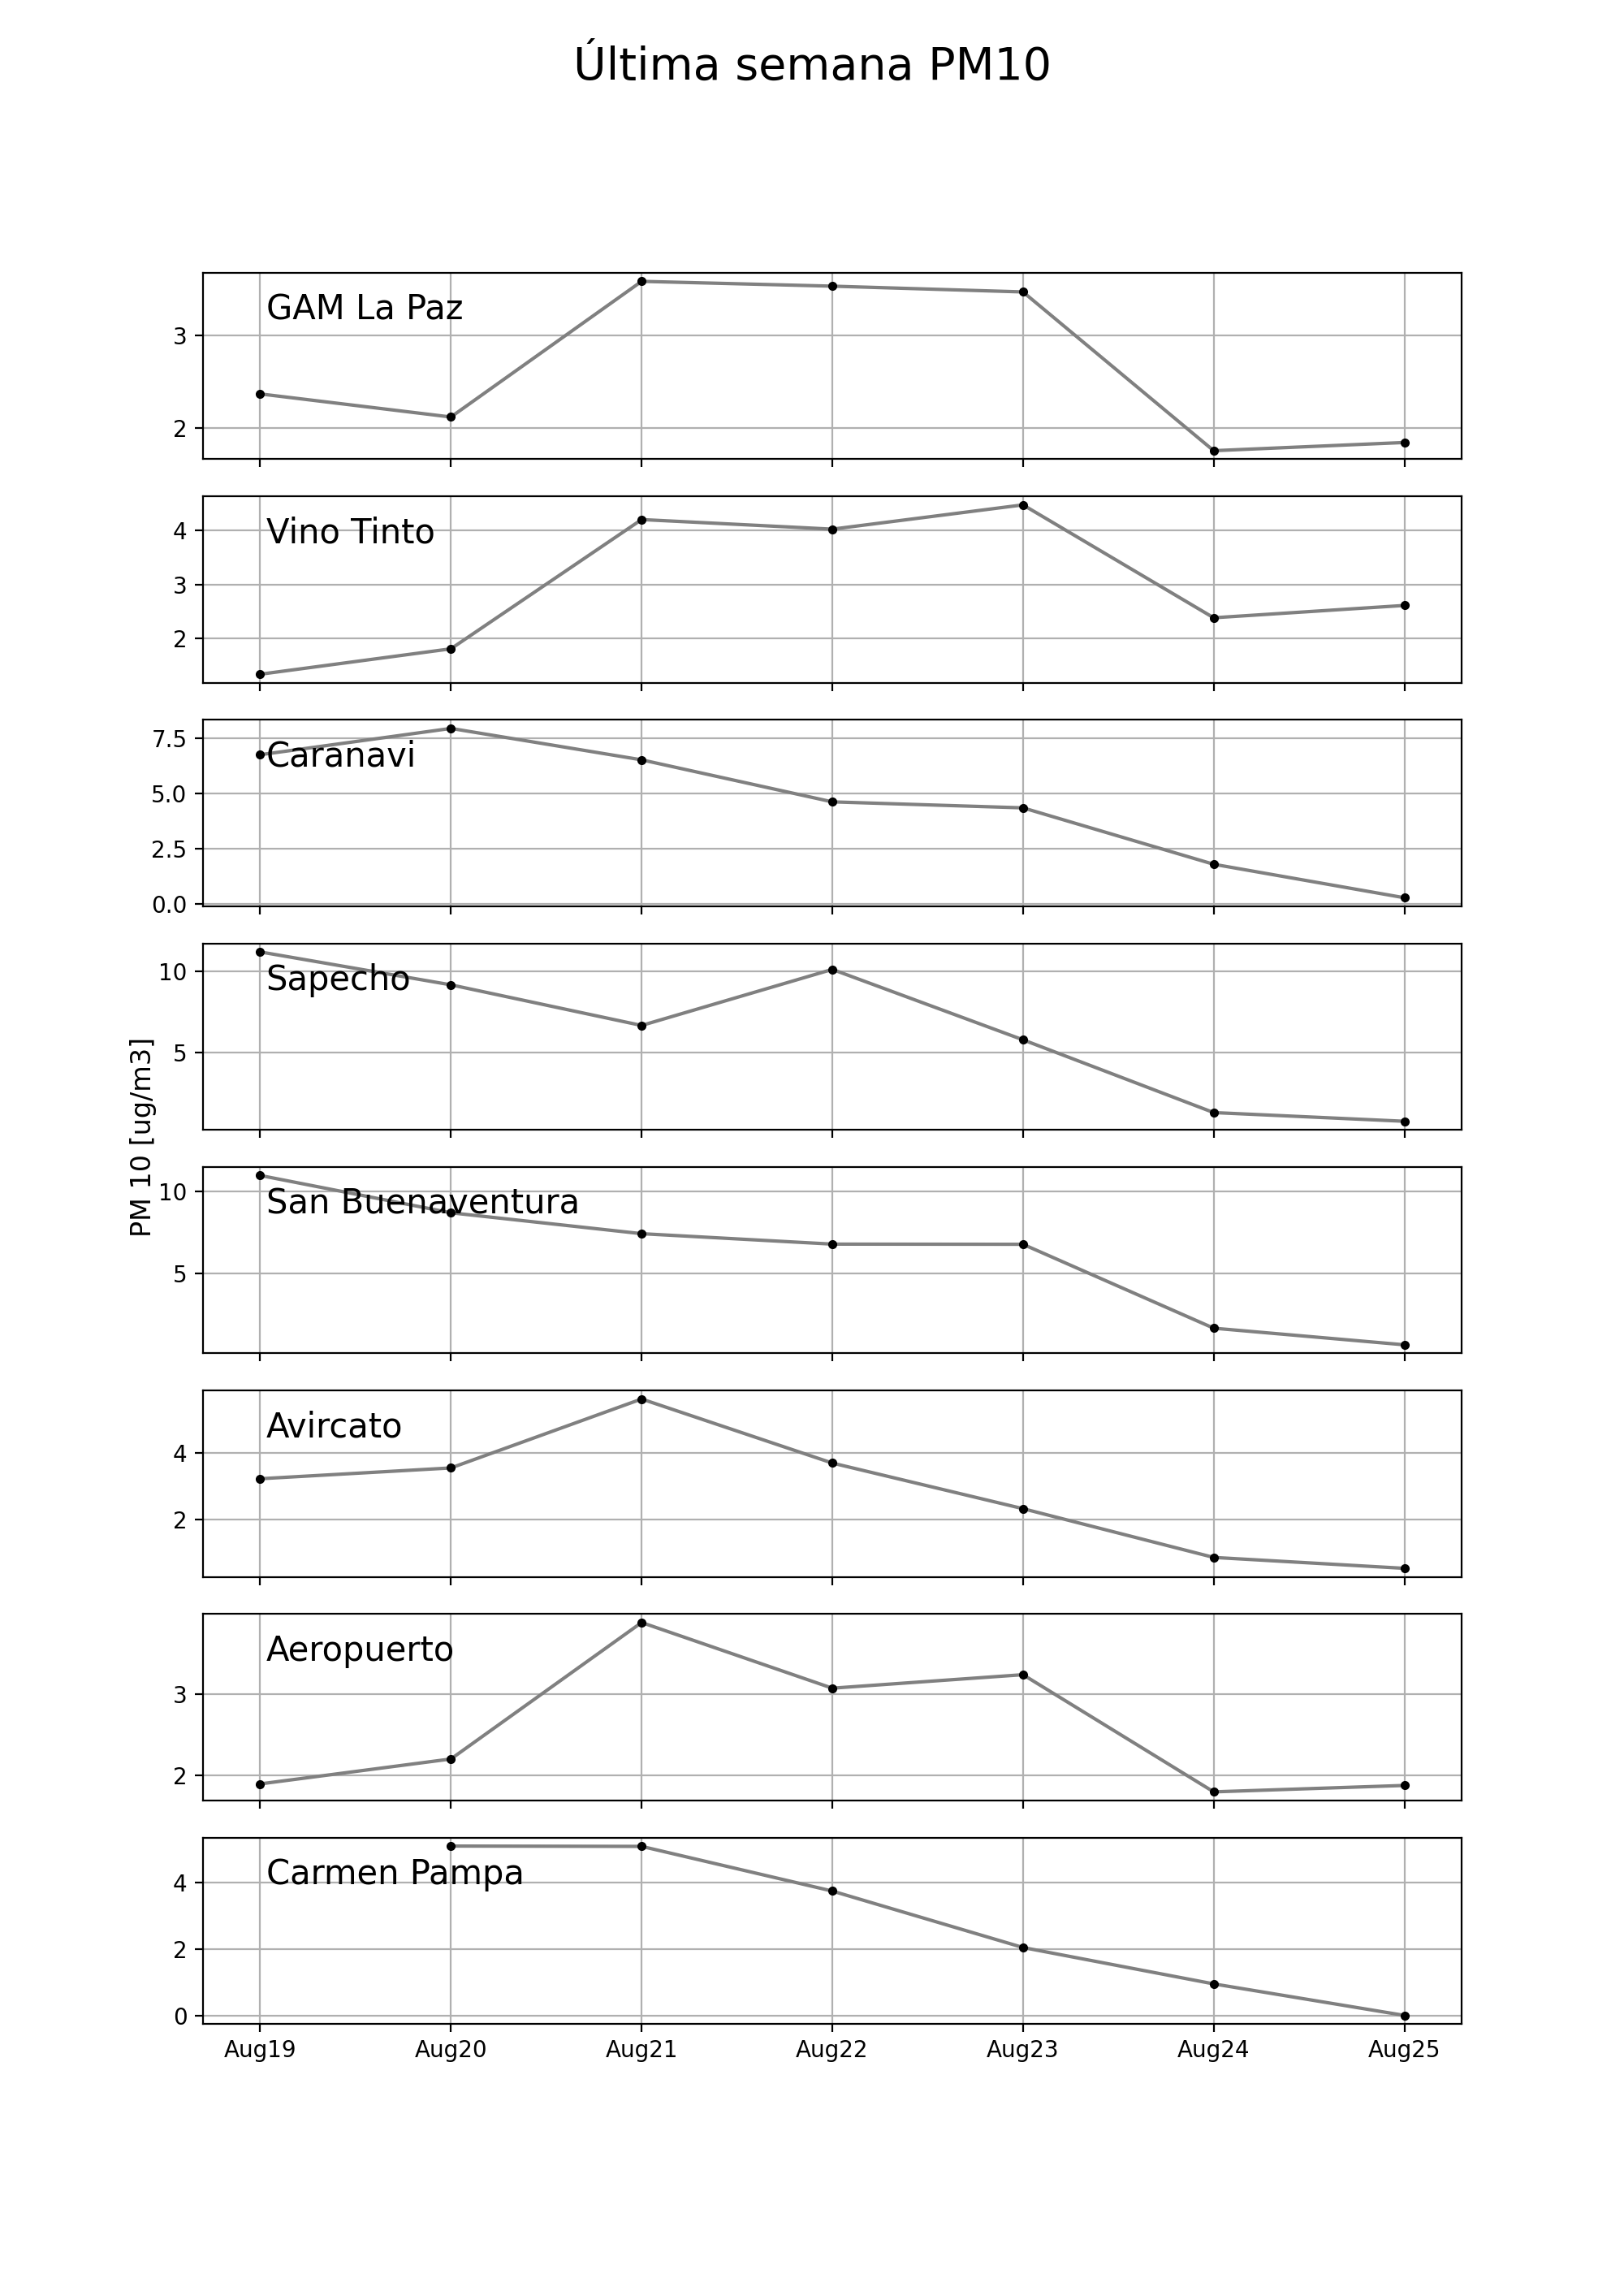 Última semana PM10
GAM La Paz
3
2
Vino Tinto
4
3
2
Caranavi
7.5
5.0
2.5
0.0
Sapecho
10
5
PM 10 [ug/m3]
San Buenaventura
10
5
Avircato
4
2
Aeropuerto
3
2
Carmen Pampa
4
2
0
Aug19 Aug20 Aug21 Aug22 Aug23 Aug24 Aug25